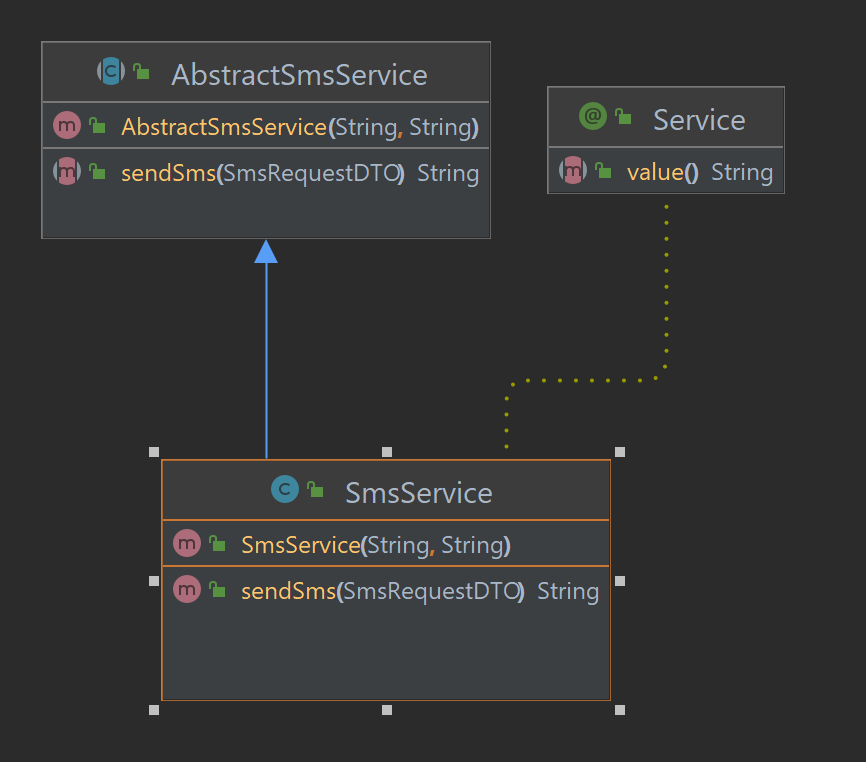 AbstractSmsService
AbstractSmsService(String, String)
sendSms(SmsRequestDTO) String
Service
value() String
SmsService
SmsService(String, String)
sendSms(SmsRequestDTO) String